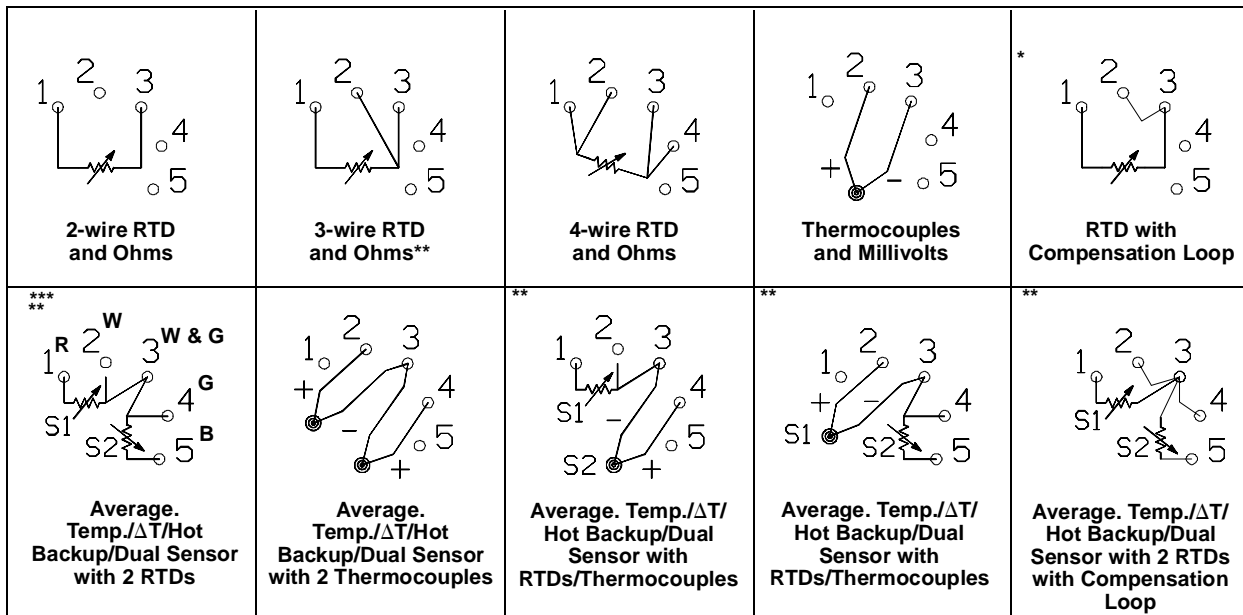 1 2 3 4 5
2-wire RTD
and Ohms
1 2 3 4 5
3-wire RTD
and Ohms**
1 2 3 4 5
4-wire RTD
and Ohms
1 2 3 4 5
+ -
Thermocouples
and Millivolts
*
1 2 3 4 5
RTD with
Compensation Loop
***
**
1 R 2 W 3 W & G
4 G
S1 S2 5 B
Average.
Temp./ΔT/Hot
Backup/Dual Sensor
with 2 RTDs
1 2 3 4 5
+ - +
Average.
Temp./ΔT/Hot
Backup/Dual Sensor
with 2 Thermocouples
**
1 2 3 4 5
S1 - S2 +
Average. Temp./ΔT/
Hot Backup/Dual
Sensor with
RTDs/Thermocouples
**
1 2 3 4 5
+ - S1 S2
Average. Temp./ΔT/
Hot Backup/Dual
Sensor with
RTDs/Thermocouples
**
1 2 3 4 5
S1 S2
Average. Temp./ΔT/
Hot Backup/Dual
Sensor with 2 RTDs
with Compensation
Loop